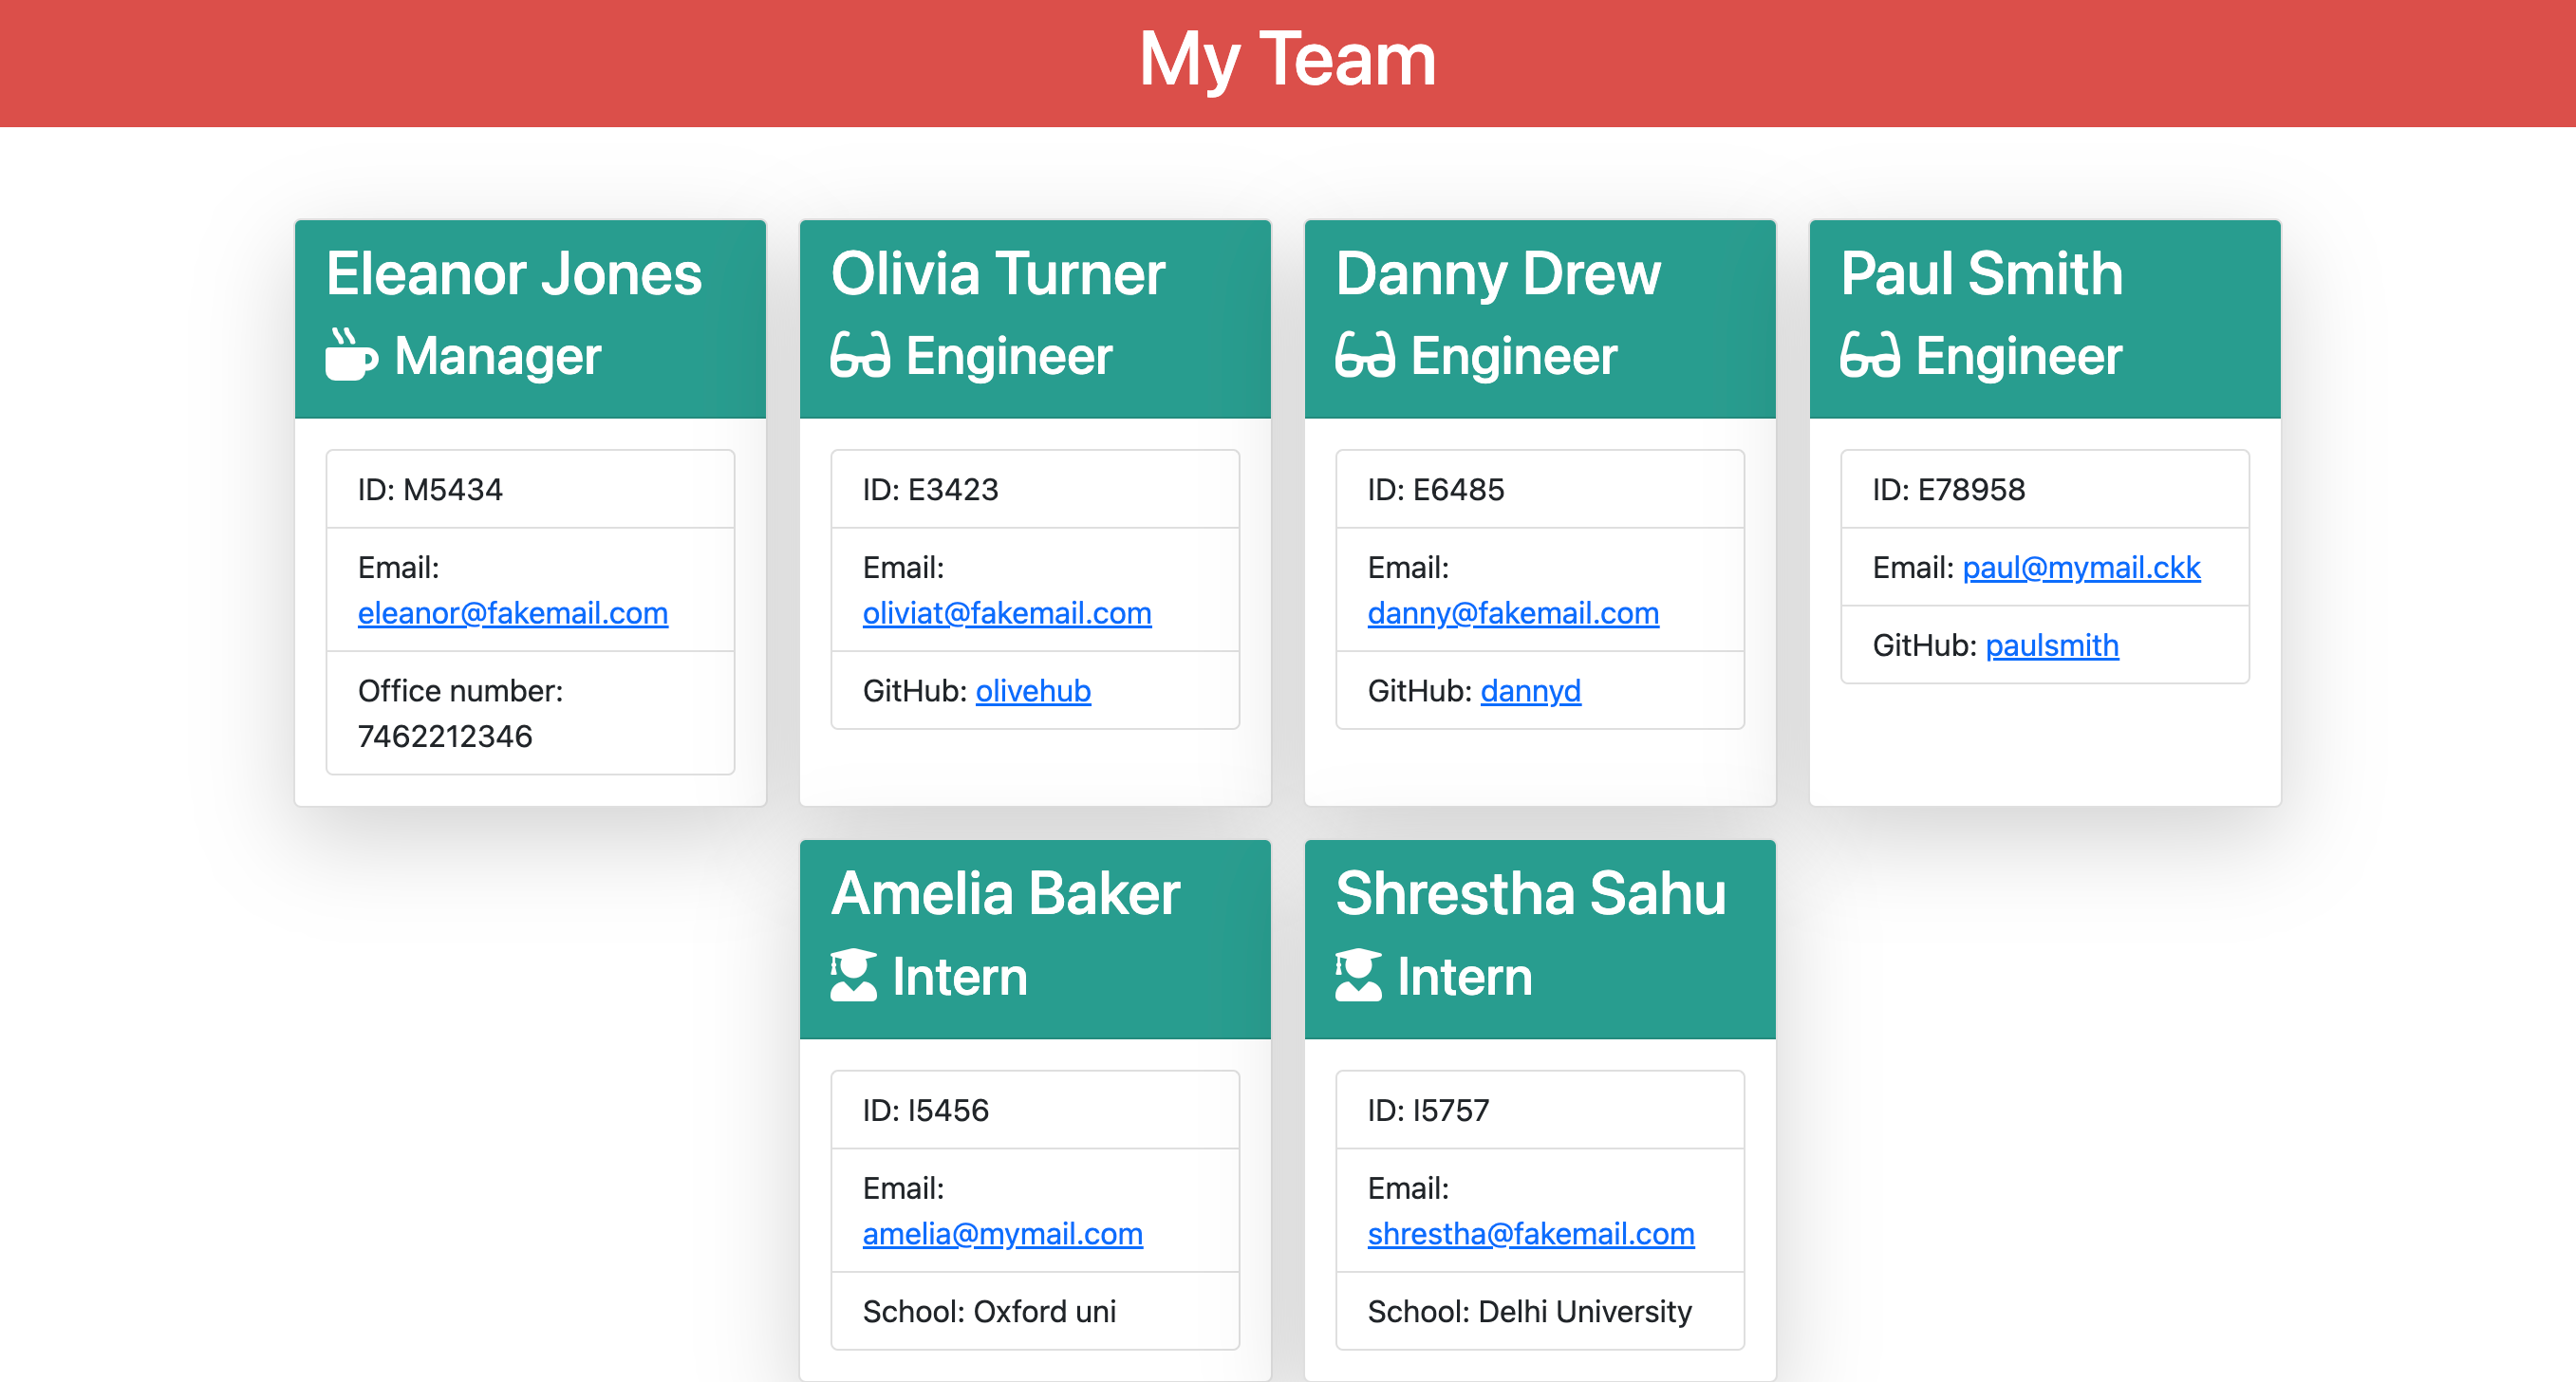 My Team
Eleanor Jones
Manager
ID: M5434
Email:
eleanor@fakemail.com
Office number:
7462212346
Olivia Turner
Engineer
ID: E3423
Email:
oliviat@fakemail.com
GitHub: olivehub
Danny Drew
Engineer
ID: E6485
Email:
danny@fakemail.com
GitHub: dannyd
Paul Smith
Engineer
ID: E78958
Email: paul@mymail.ckk
GitHub: paulsmith
Amelia Baker
Intern
ID: I5456
Email:
amelia@mymail.com
School: Oxford uni
Shrestha Sahu
Intern
ID: I5757
Email:
shrestha@fakemail.com
School: Delhi University